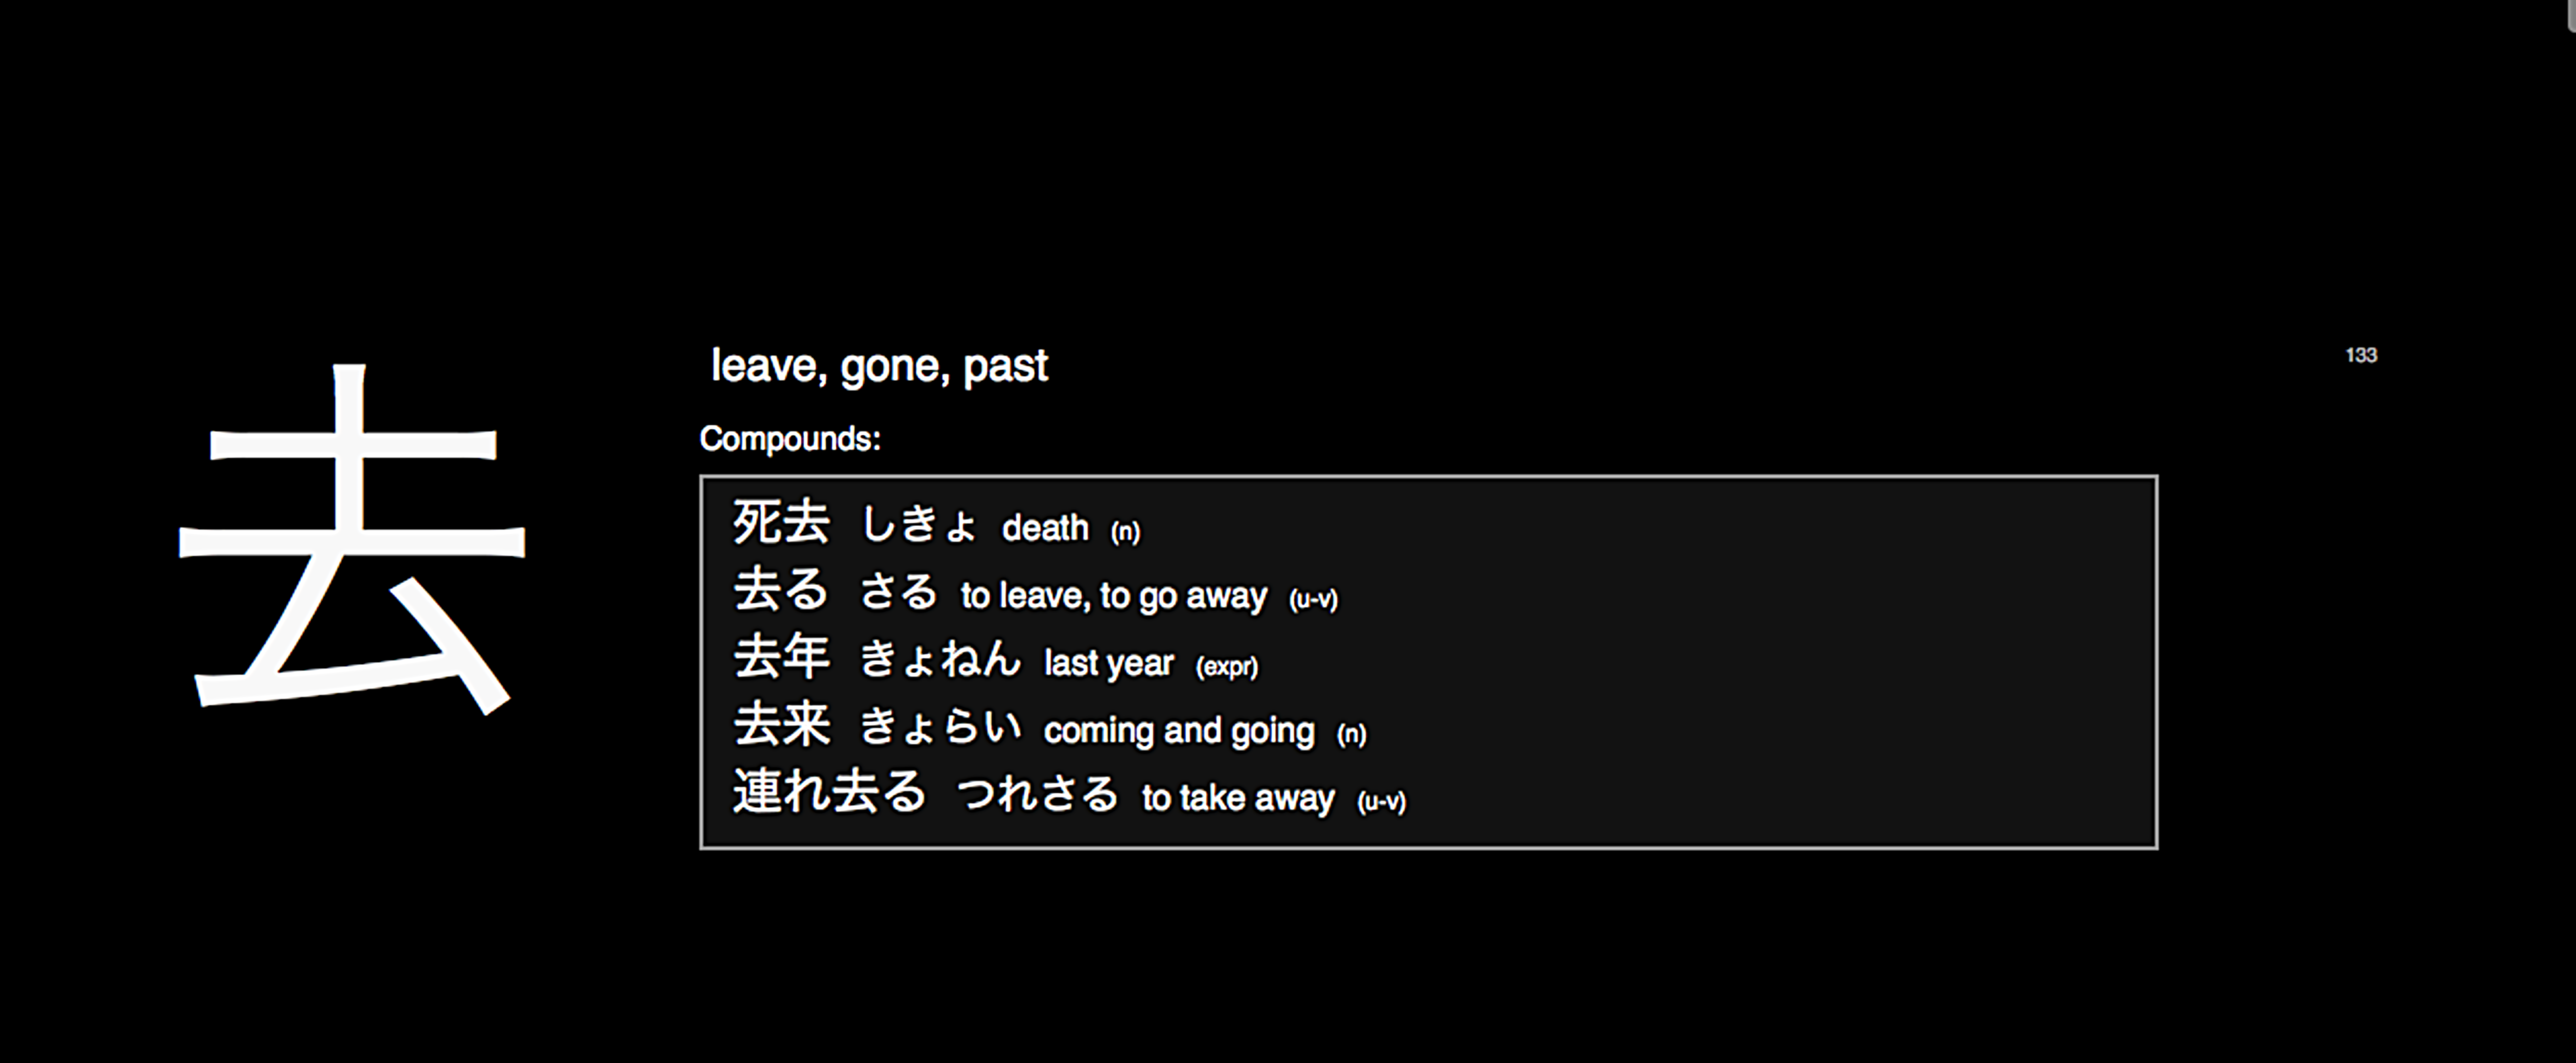 去
leave, gone, past
133
Compounds:
死去 しきょ death (n)
去る さる to leave, to go away (u-v)
去年 きょねん last year (expr)
去来 きょらい coming and going (n)
連れ去る つれさる to take away (u-v)